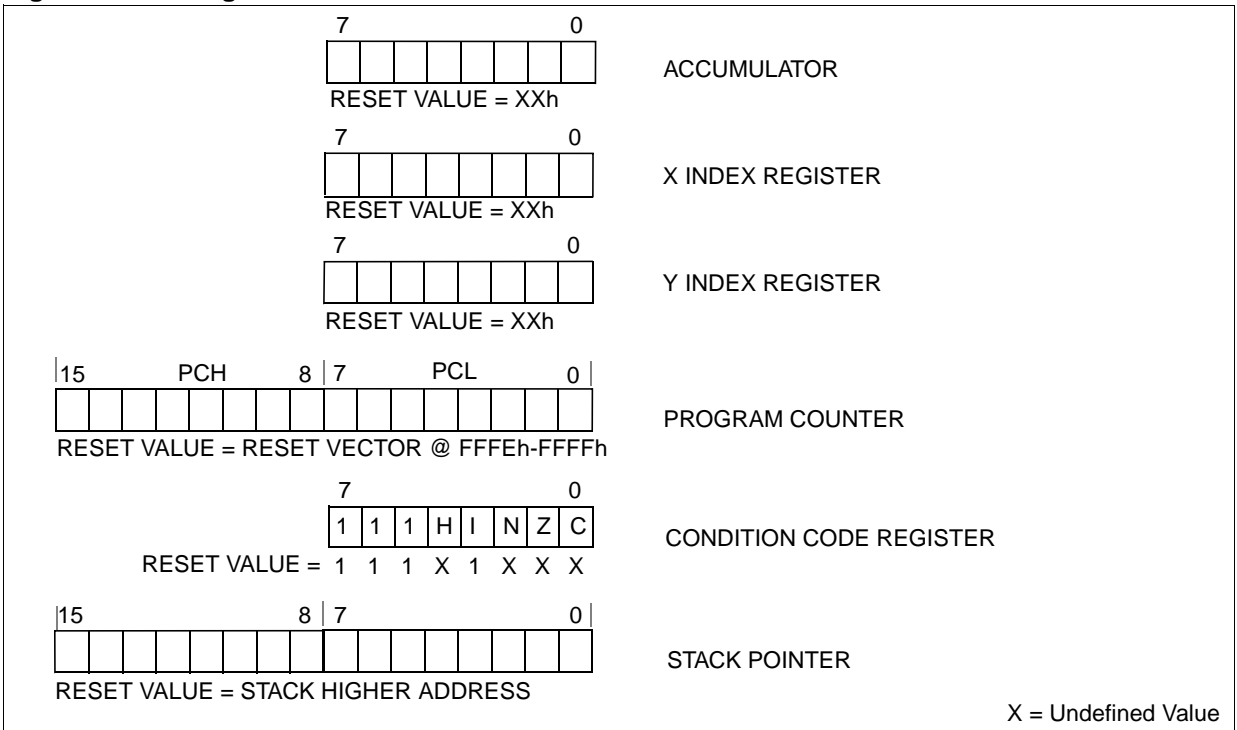 7 0
ACCUMULATOR
RESET VALUE = XXh
7 0
X INDEX REGISTER
RESET VALUE = XXh
7 0
Y INDEX REGISTER
RESET VALUE = XXh
15 PCH 8 7 PCL 0
PROGRAM COUNTER
RESET VALUE = RESET VECTOR @ FFFEh-FFFFh
7 0
1 1 1 H I N Z C
CONDITION CODE REGISTER
RESET VALUE = 1 1 1 X 1 X X X
15 8 7 0
STACK POINTER
RESET VALUE = STACK HIGHER ADDRESS
X = Undefined Value